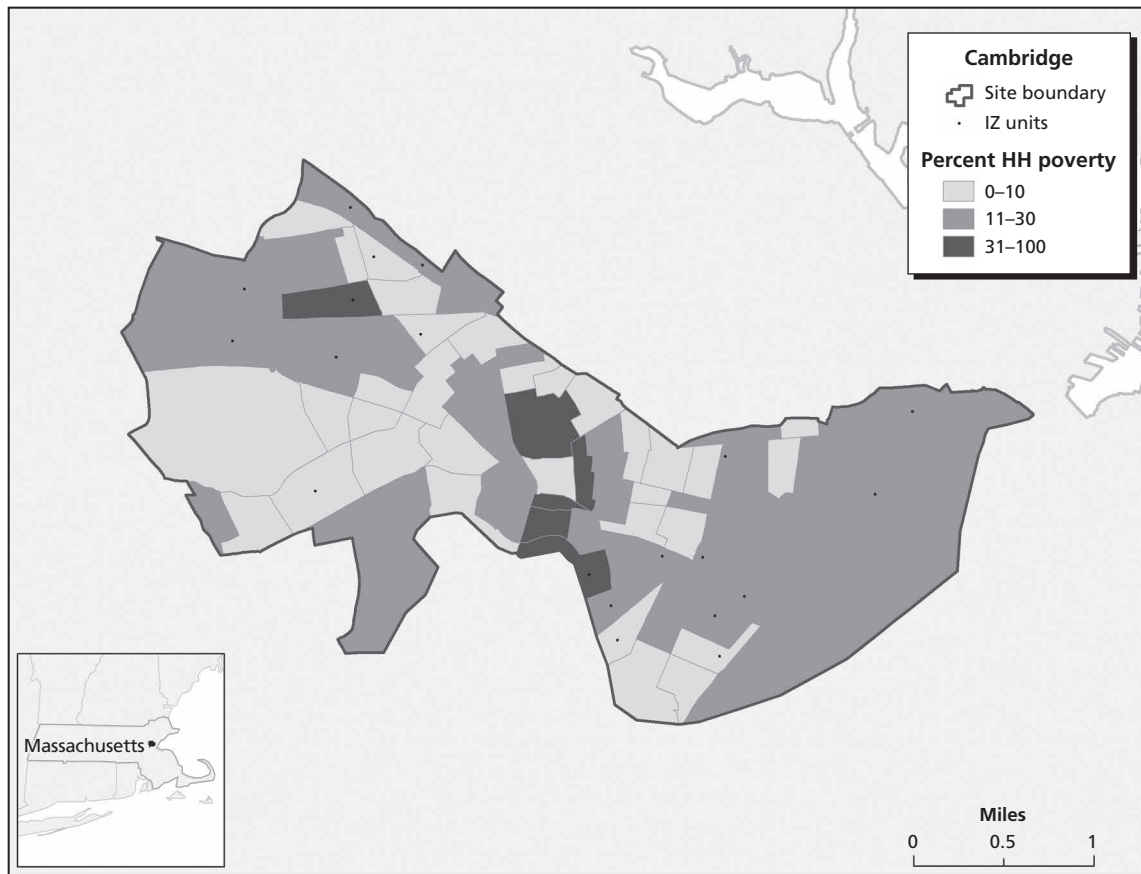 Cambridge
Site boundary
IZ units
Percent HH poverty
0–10
11–30
31–100
Massachusetts
Miles
0 0.5 1